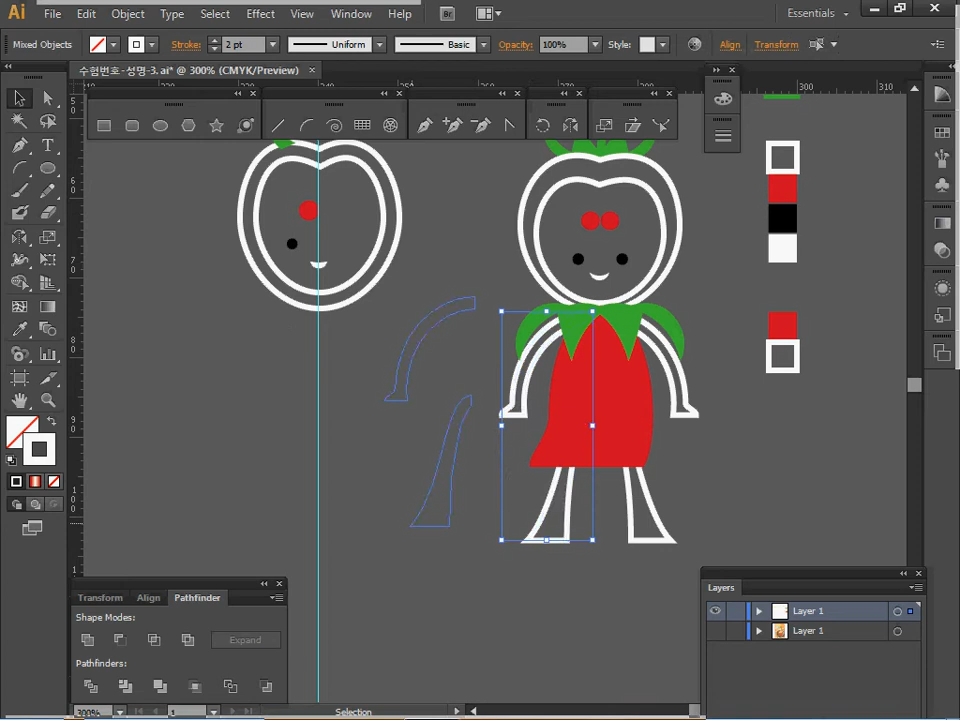 Ai File Edit Object Type Select Effect View Window Help Br Essentials
Mixed Objects Stroke: 2 pt Uniform Basic Opacity: 100% Style: Align Transform
수험번호-성명-3.ai* @ 300% (CMYK/Preview)
300 310
Transform Align Pathfinder
Shape Modes:
Expand
Pathfinders:
300% 1 Selection
Layers
Layer 1
Layer 1